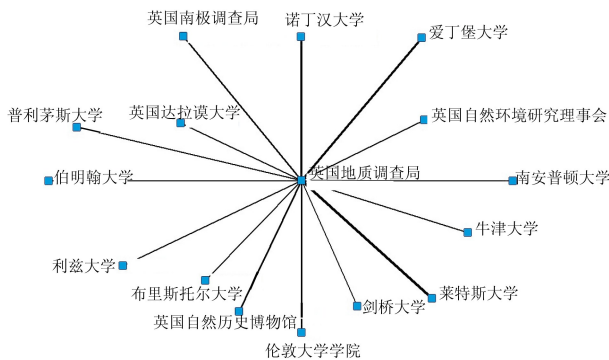 英国南极调查局
诺丁汉大学
爱丁堡大学
普利茅斯大学
英国达拉谟大学
英国自然环境研究理事会
伯明翰大学
英国地质调查局
南安普顿大学
牛津大学
利兹大学
布里斯托尔大学
莱特斯大学
英国自然历史博物馆
剑桥大学
伦敦大学学院